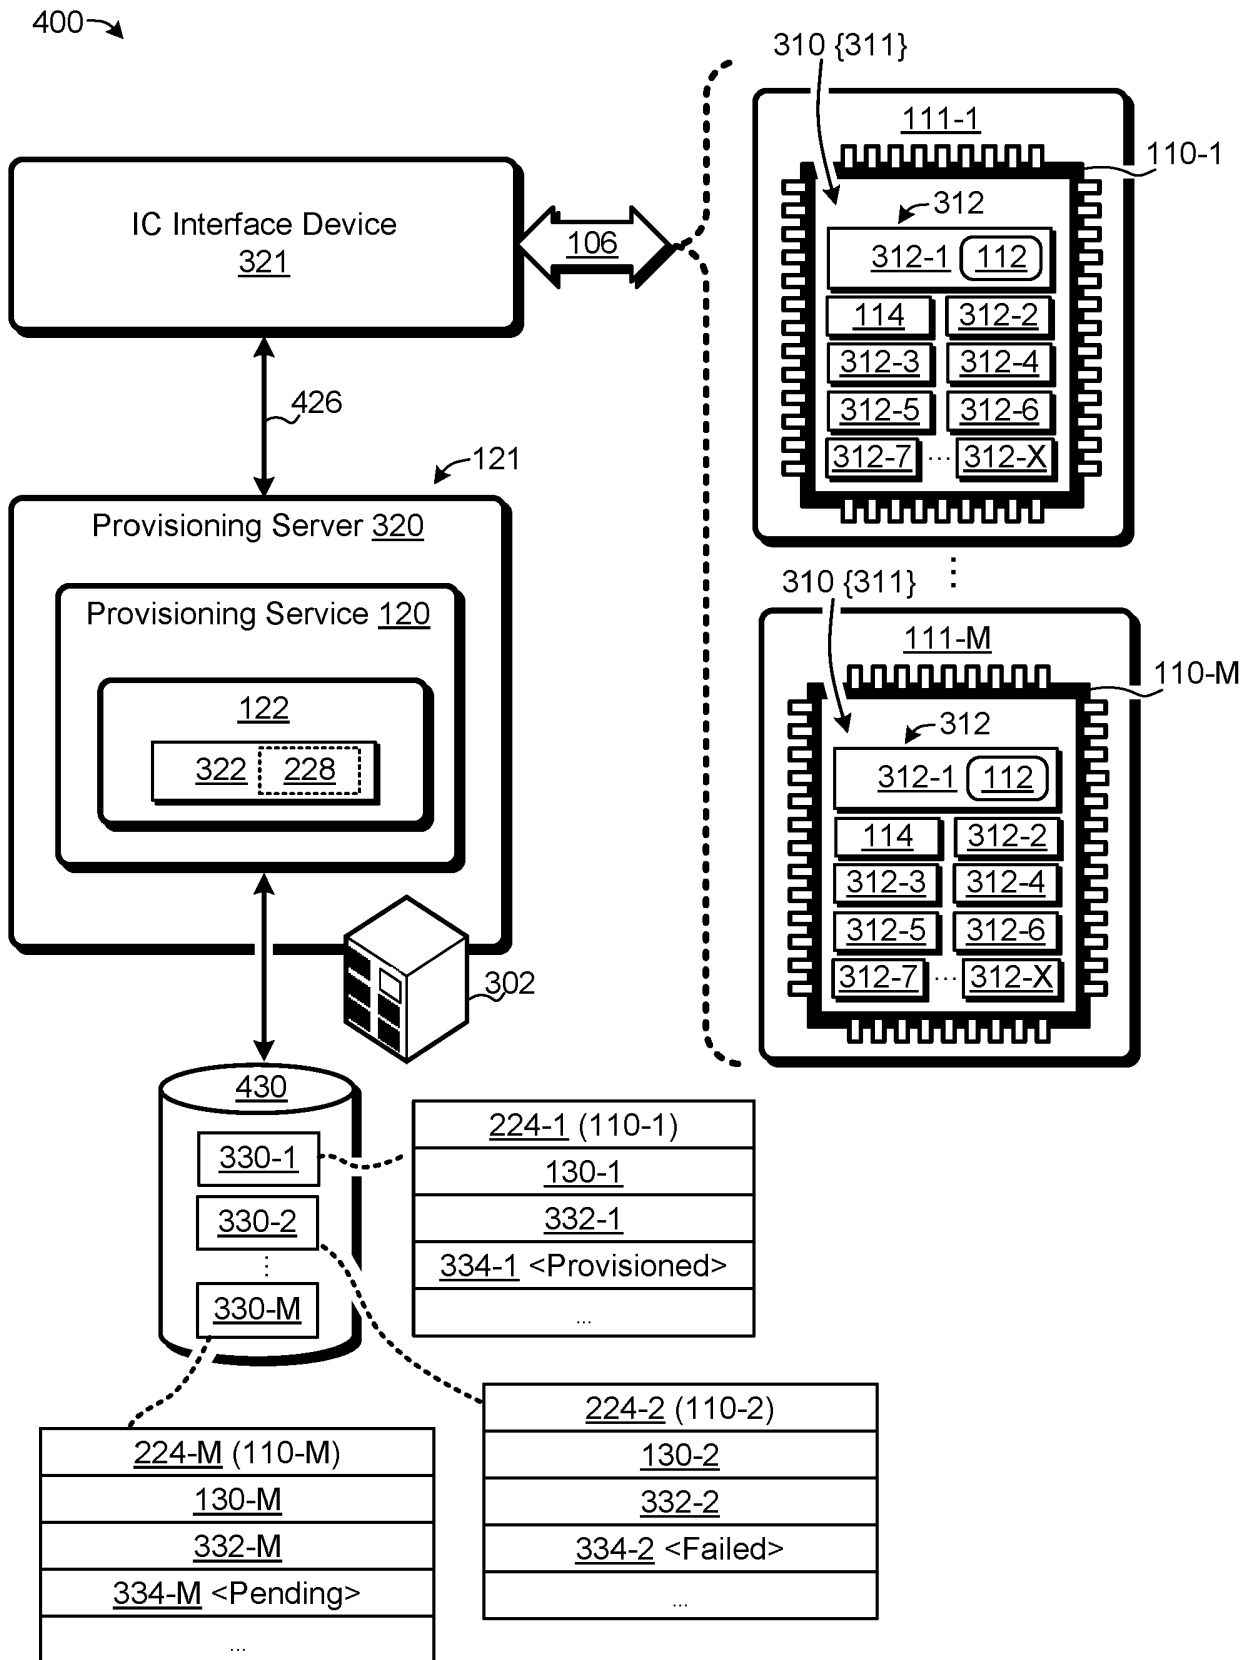 400
310 {311}
111-1
110-1
312
312-1 112
114 312-2
312-3 312-4
312-5 312-6
312-7 ... 312-X
IC Interface Device
321
106
426
121
Provisioning Server 320
Provisioning Service 120
122
322 228
302
310 {311}
111-M
110-M
312
312-1 112
114 312-2
312-3 312-4
312-5 312-6
312-7 ... 312-X
430
330-1
330-2
330-M
224-1 (110-1)
130-1
332-1
334-1 <Provisioned>
...
224-2 (110-2)
130-2
332-2
334-2 <Failed>
...
224-M (110-M)
130-M
332-M
334-M <Pending>
...